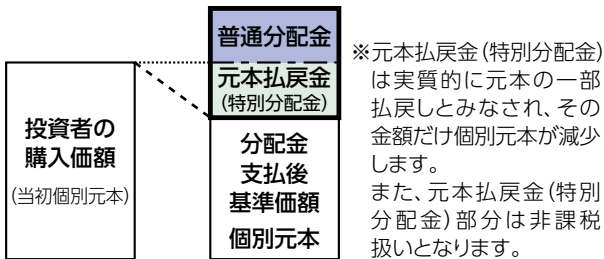 投資者の
購入価額
(当初個別元本)
普通分配金
元本払戻金
(特別分配金)
分配金
支払後
基準価額
個別元本
※元本払戻金(特別分配金)
は実質的に元本の一部
払戻しとみなされ、その
金額だけ個別元本が減少
します。
また、元本払戻金(特別
分配金)部分は非課税
扱いとなります。